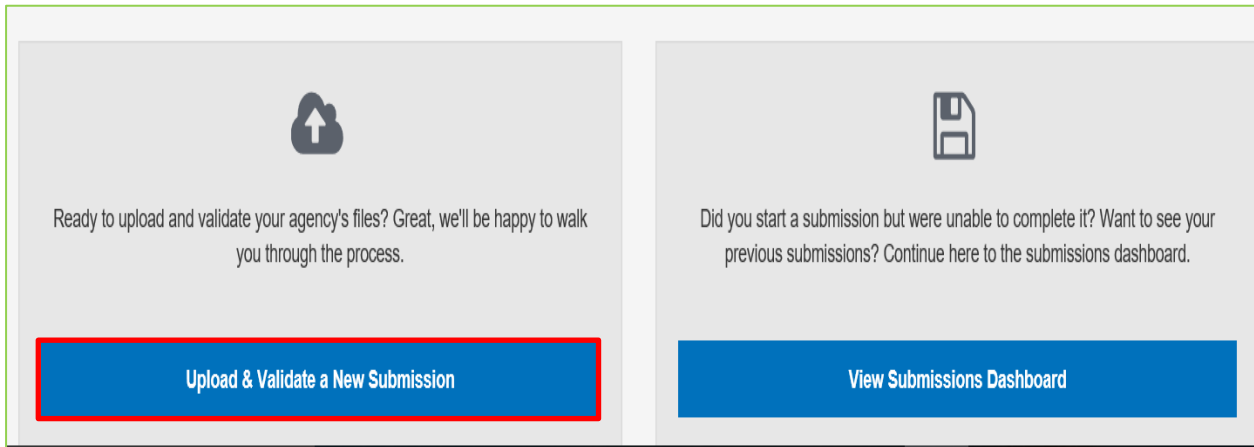 Ready to upload and validate your agency's files? Great, we'll be happy to walk
you through the process.
Upload & Validate a New Submission
Did you start a submission but were unable to complete it? Want to see your
previous submissions? Continue here to the submissions dashboard.
View Submissions Dashboard